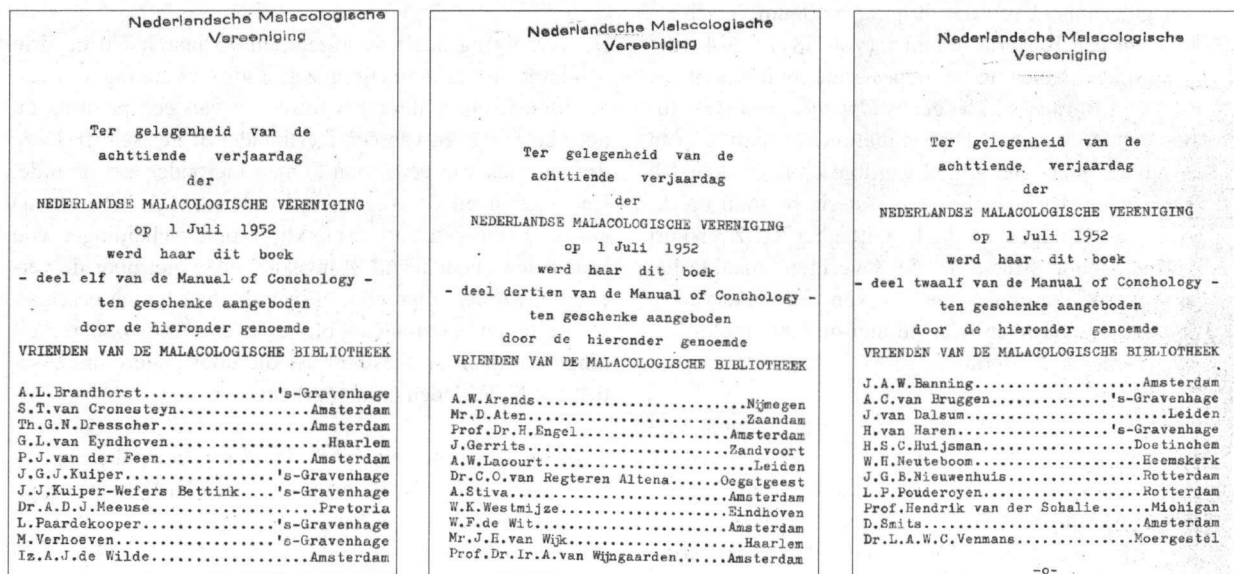 Nederlandsche Malacologische
Vereeniging
Ter gelegenheid van de
achttiende verjaardag
der
NEDERLANDSE MALACOLOGISCHE VERENIGING
op 1 Juli 1952
werd haar dit boek
- deel elf van de Manual of Conchology -
ten geschenke aangeboden
door de hieronder genoemde
VRIENDEN VAN DE MALACOLOGISCHE BIBLIOTHEEK
A.L.Brandhorst..............'s-Gravenhage
S.T.van Cronesteyn..............Amsterdam
Th.G.N.Dresscher................Amsterdam
G.L.van Eyndhoven.................Haarlem
P.J.van der Feen................Amsterdam
J.G.J.Kuiper................'s-Gravenhage
J.J.Kuiper-Wefers Bettink....'s-Gravenhage
Dr.A.D.J.Meeuse..................Pretoria
L.Paardekooper..............'s-Gravenhage
M.Verhoeven.................'s-Gravenhage
Iz.A.J.de Wilde.................Amsterdam
Nederlandsche Malacologische
Vereeniging
Ter gelegenheid van de
achttiende verjaardag
der
NEDERLANDSE MALACOLOGISCHE VERENIGING
op 1 Juli 1952
werd haar dit boek
- deel dertien van de Manual of Conchology -
ten geschenke aangeboden
door de hieronder genoemde
VRIENDEN VAN DE MALACOLOGISCHE BIBLIOTHEEK
A.W.Arends........................Nijmegen
Mr.D.Aten..........................Zaandam
Prof.Dr.H.Engel..................Amsterdam
J.Gerrits........................Zandvoort
A.W.Lacourt.........................Leiden
Dr.C.O.van Regteren Altena......Oegstgeest
A.Stiva..........................Amsterdam
W.K.Westmijze....................Eindhoven
W.F.de Wit.......................Amsterdam
Mr.J.H.van Wijk....................Haarlem
Prof.Dr.Ir.A.van Wijngaarden......Amsterdam
Nederlandsche Malacologische
Vereeniging
Ter gelegenheid van de
achttiende verjaardag
der
NEDERLANDSE MALACOLOGISCHE VERENIGING
op 1 Juli 1952
werd haar dit boek
- deel twaalf van de Manual of Conchology -
ten geschenke aangeboden
door de hieronder genoemde
VRIENDEN VAN DE MALACOLOGISCHE BIBLIOTHEEK
J.A.W.Banning....................Amsterdam
A.C.van Bruggen..............'s-Gravenhage
J.van Dalsum........................Leiden
H.van Haren..................'s-Gravenhage
H.S.C.Huijsman..................Doetinchem
W.H.Neuteboom....................Heemskerk
J.G.B.Nieuwenhuis................Rotterdam
L.P.Pouderoyen...................Rotterdam
Prof.Hendrik van der Schalie......Michigan
D.Smits..........................Amsterdam
Dr.L.A.W.C.Venmans..............Moergestel
-o-